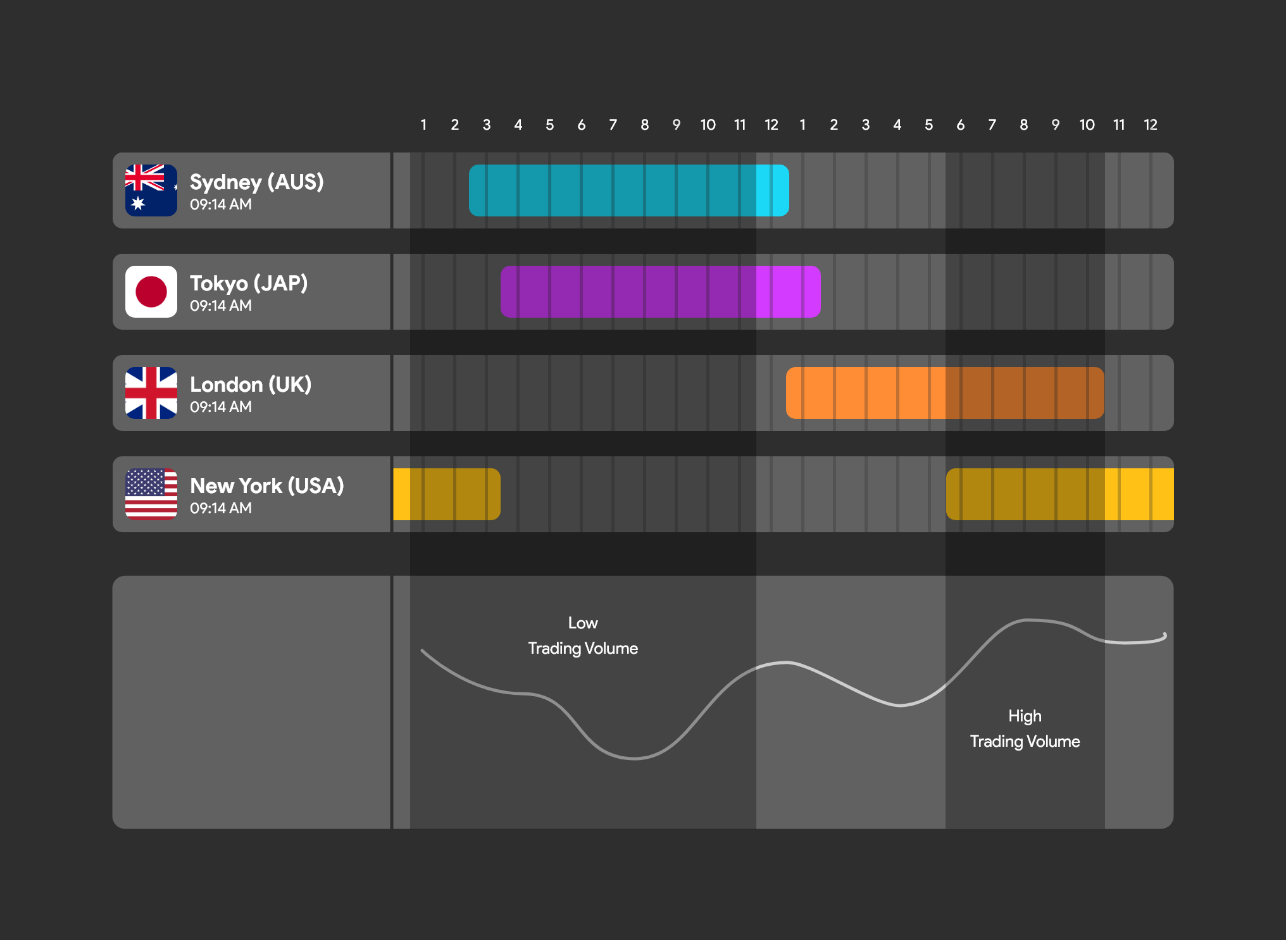 1 2 3 4 5 6 7 8 9 10 11 12 1 2 3 4 5 6 7 8 9 10 11 12
Sydney (AUS)
09:14 AM
Tokyo (JAP)
09:14 AM
London (UK)
09:14 AM
New York (USA)
09:14 AM
Low
Trading Volume
High
Trading Volume